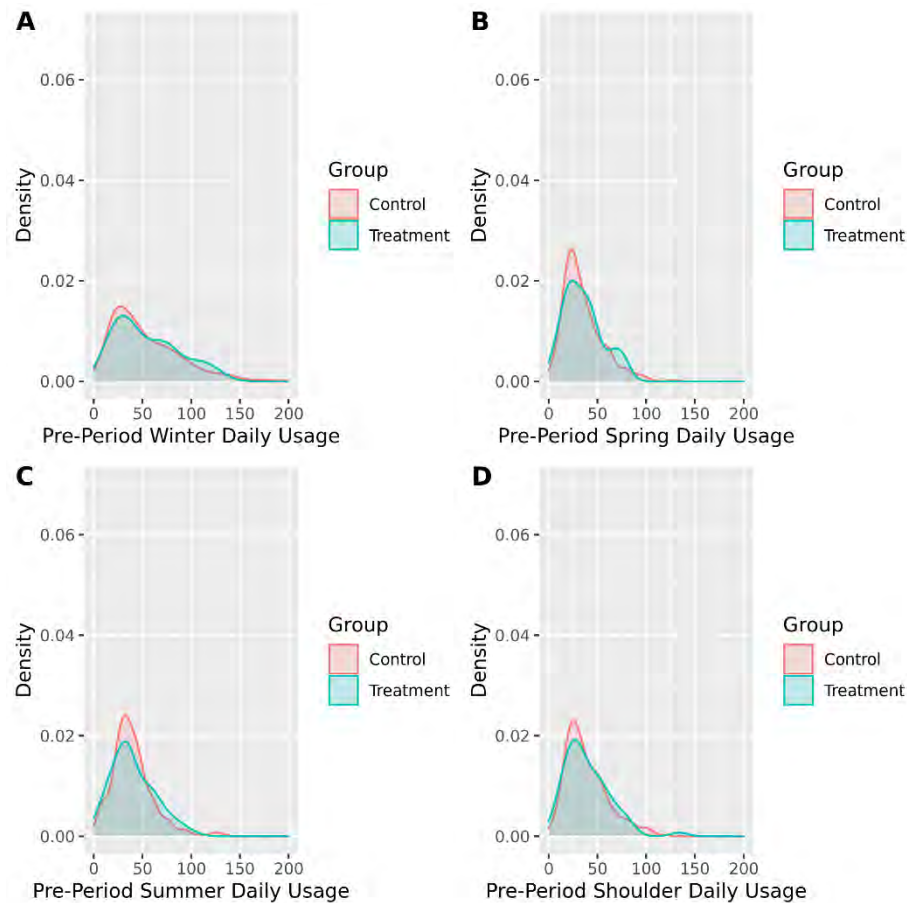 A
0.06
0.04
0.02
0.00
Density
0 50 100 150 200
Pre-Period Winter Daily Usage
Group
Control
Treatment
B
0.06
0.04
0.02
0.00
Density
0 50 100 150 200
Pre-Period Spring Daily Usage
Group
Control
Treatment
C
0.06
0.04
0.02
0.00
Density
0 50 100 150 200
Pre-Period Summer Daily Usage
Group
Control
Treatment
D
0.06
0.04
0.02
0.00
Density
0 50 100 150 200
Pre-Period Shoulder Daily Usage
Group
Control
Treatment